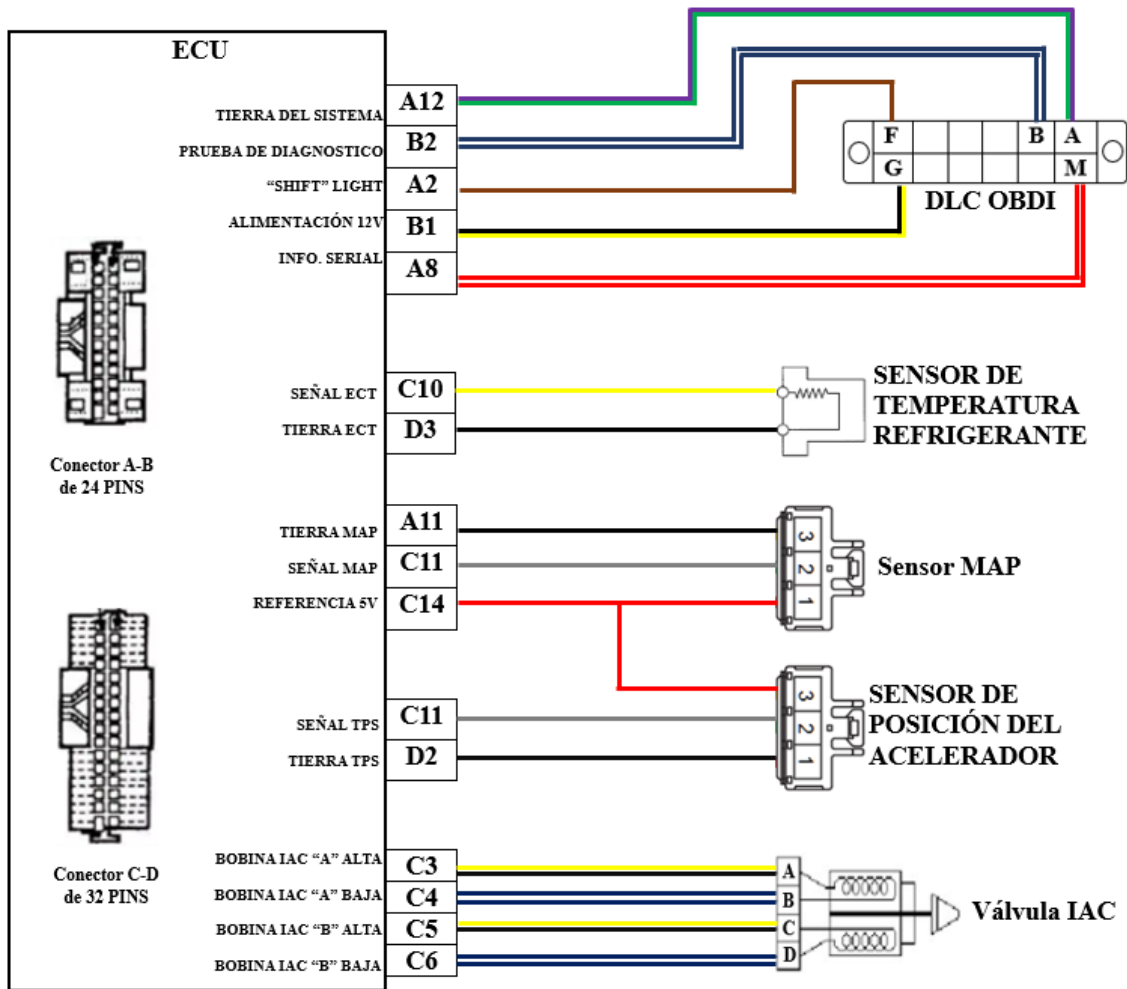 ECU
TIERRA DEL SISTEMA
A12
PRUEBA DE DIAGNOSTICO
B2
“SHIFT” LIGHT
A2
ALIMENTACIÓN 12V
B1
INFO. SERIAL
A8
F
B
A
G
M
DLC OBDI
Conector A-B
de 24 PINS
SEÑAL ECT
C10
TIERRA ECT
D3
SENSOR DE
TEMPERATURA
REFRIGERANTE
TIERRA MAP
A11
SEÑAL MAP
C11
REFERENCIA 5V
C14
3
2
1
Sensor MAP
SEÑAL TPS
C11
TIERRA TPS
D2
3
2
1
SENSOR DE
POSICIÓN DEL
ACELERADOR
Conector C-D
de 32 PINS
BOBINA IAC “A” ALTA
C3
BOBINA IAC “A” BAJA
C4
BOBINA IAC “B” ALTA
C5
BOBINA IAC “B” BAJA
C6
A
B
C
D
Válvula IAC